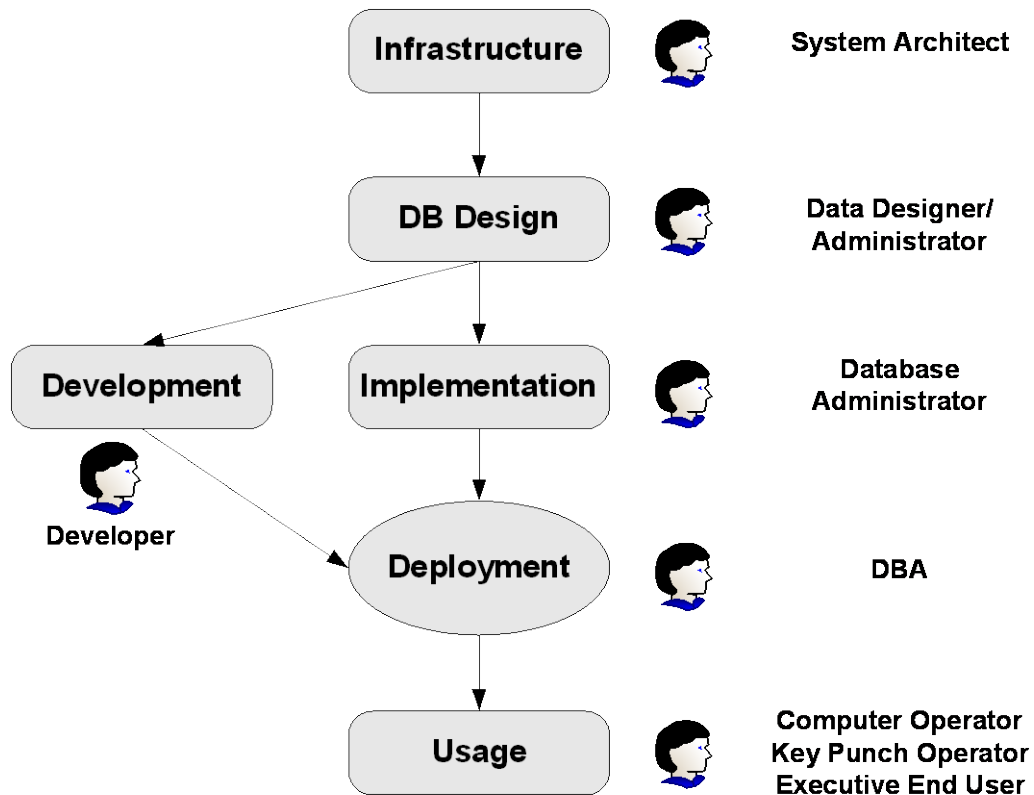 Infrastructure
System Architect
DB Design
Data Designer/
Administrator
Development
Developer
Implementation
Database
Administrator
Deployment
DBA
Usage
Computer Operator
Key Punch Operator
Executive End User